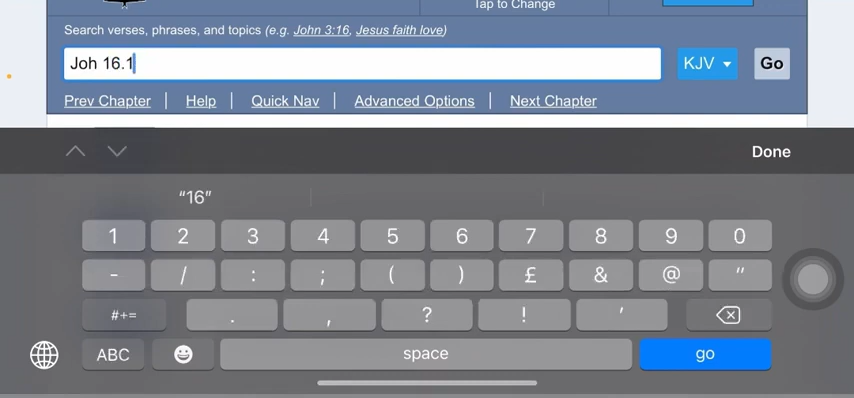 Tap to Change
Search verses, phrases, and topics (e.g. John 3:16, Jesus faith love)
Joh 16.1 KJV Go
Prev Chapter | Help | Quick Nav | Advanced Options | Next Chapter
Done
“16”
1 2 3 4 5 6 7 8 9 0
- / : ; ( ) £ & @ "
#+= . , ? ! '
ABC space go